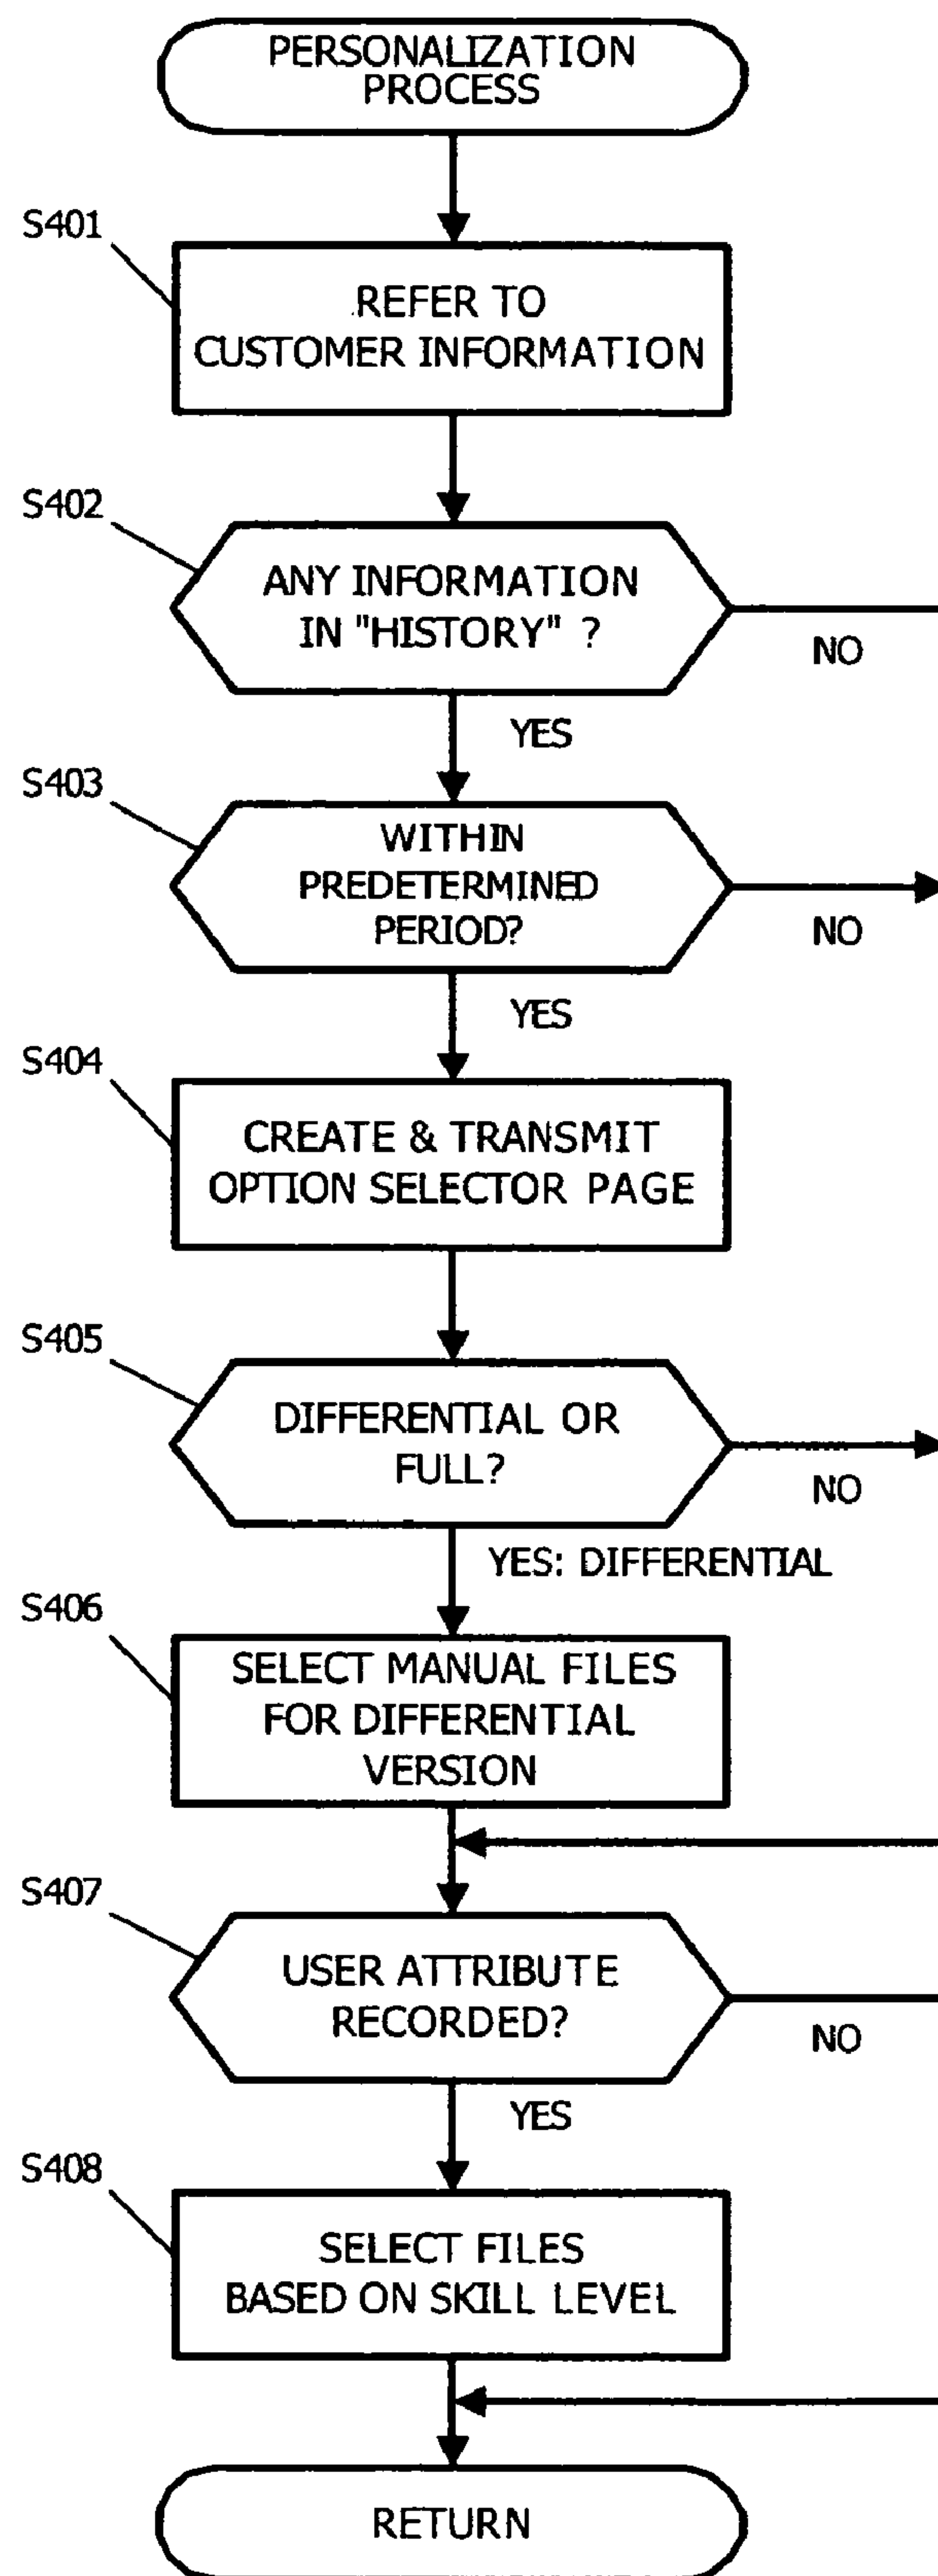 PERSONALIZATION
PROCESS
S401
REFER TO
CUSTOMER INFORMATION
S402
ANY INFORMATION
IN "HISTORY" ?
NO
YES
S403
WITHIN
PREDETERMINED
PERIOD?
NO
YES
S404
CREATE & TRANSMIT
OPTION SELECTOR PAGE
S405
DIFFERENTIAL OR
FULL?
NO
YES: DIFFERENTIAL
S406
SELECT MANUAL FILES
FOR DIFFERENTIAL
VERSION
S407
USER ATTRIBUTE
RECORDED?
NO
YES
S408
SELECT FILES
BASED ON SKILL LEVEL
RETURN